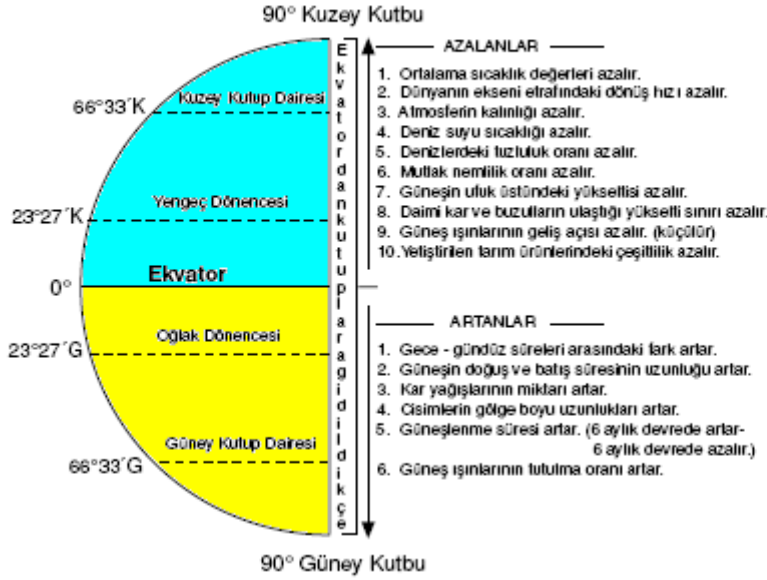 90° Kuzey Kutbu
Kuzey Kutup Dairesi
66°33´K
Yengeç Dönencesi
23°27´K
Ekvator
0°
Oğlak Dönencesi
23°27´G
Güney Kutup Dairesi
66°33´G
90° Güney Kutbu
Ekvatordan kutuplara gidildikçe
AZALANLAR
1. Ortalama sıcaklık değerleri azalır.
2. Dünyanın ekseni etrafındaki dönüş hızı azalır.
3. Atmosferin kalınlığı azalır.
4. Deniz suyu sıcaklığı azalır.
5. Denizlerdeki tuzluluk oranı azalır.
6. Mutlak nemlilik oranı azalır.
7. Güneşin ufuk üstündeki yükseltisi azalır.
8. Daimi kar ve buzulların ulaştığı yükselti sınırı azalır.
9. Güneş ışınlarının geliş açısı azalır. (küçülür)
10. Yetiştirilen tarım ürünlerindeki çeşitlilik azalır.
ARTANLAR
1. Gece - gündüz süreleri arasındaki fark artar.
2. Güneşin doğuş ve batış süresinin uzunluğu artar.
3. Kar yağışlarının miktarı artar.
4. Cisimlerin gölge boyu uzunlukları artar.
5. Güneşlenme süresi artar. (6 aylık devrede artar-
6 aylık devrede azalır.)
6. Güneş ışınlarının tutulma oranı artar.